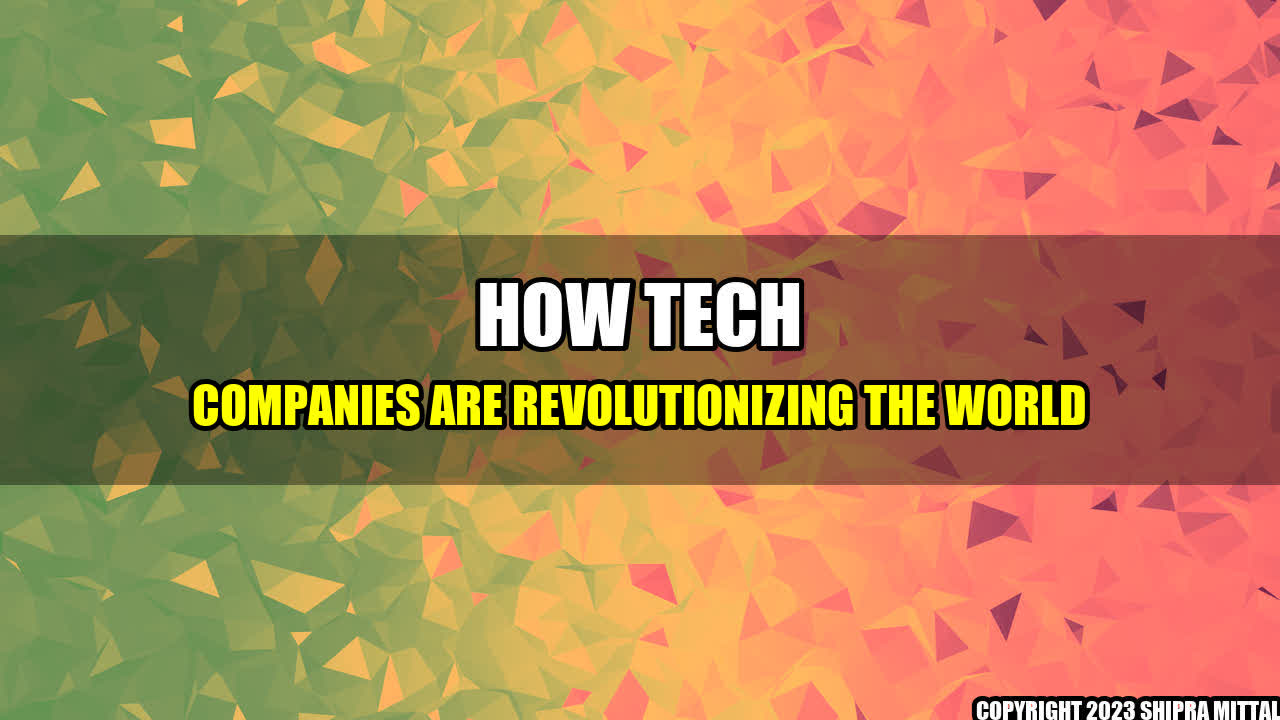 HOW TECH
COMPANIES ARE REVOLUTIONIZING THE WORLD
COPYRIGHT 2023 SHIPRA MITTAL